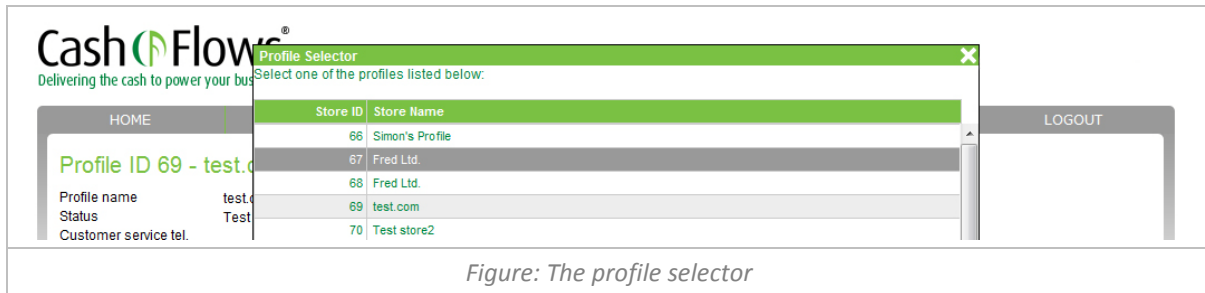 Cash Flows®
Delivering the cash to power your bus
Profile Selector
Select one of the profiles listed below:
HOME
LOGOUT
Store ID Store Name
66 Simon's Profile
67 Fred Ltd.
68 Fred Ltd.
69 test.com
70 Test store2
Profile ID 69 - test.c
Profile name test.c
Status Test
Customer service tel.
Figure: The profile selector